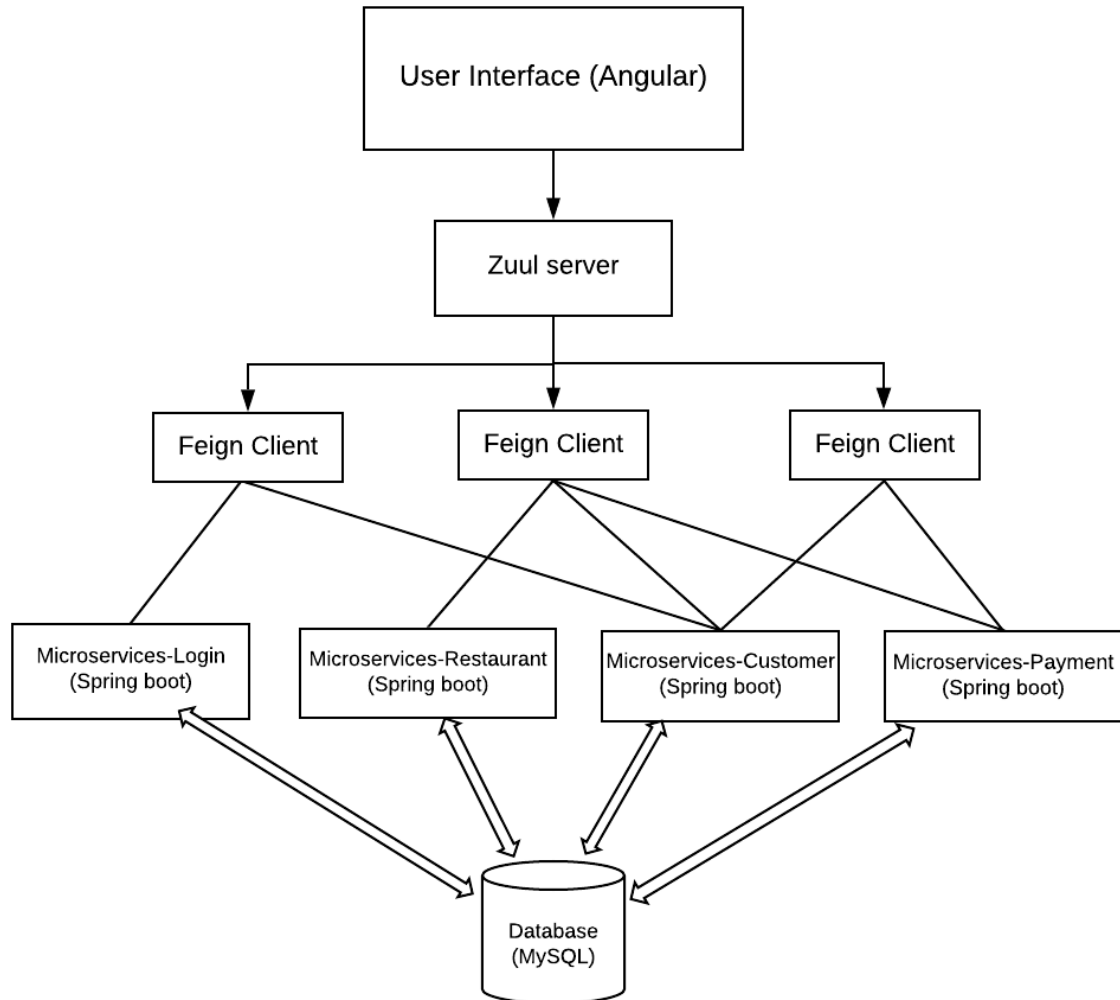 User Interface (Angular)
Zuul server
Feign Client
Feign Client
Feign Client
Microservices-Login
(Spring boot)
Microservices-Restaurant
(Spring boot)
Microservices-Customer
(Spring boot)
Microservices-Payment
(Spring boot)
Database
(MySQL)